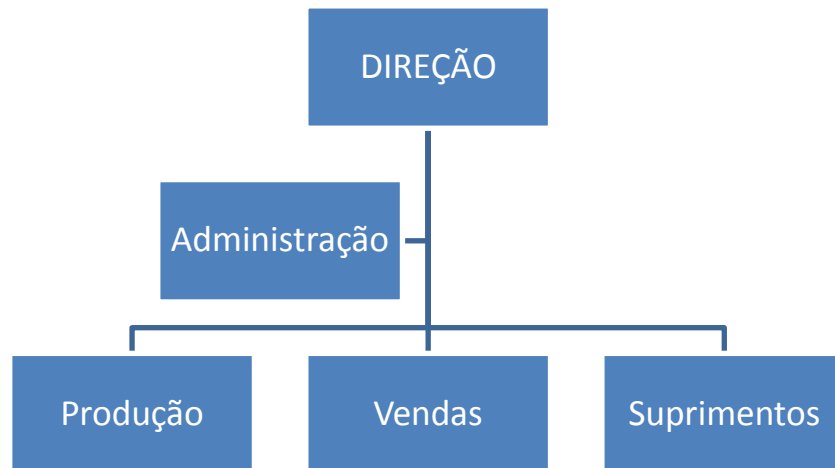 DIREÇÃO
Administração
Produção
Vendas
Suprimentos